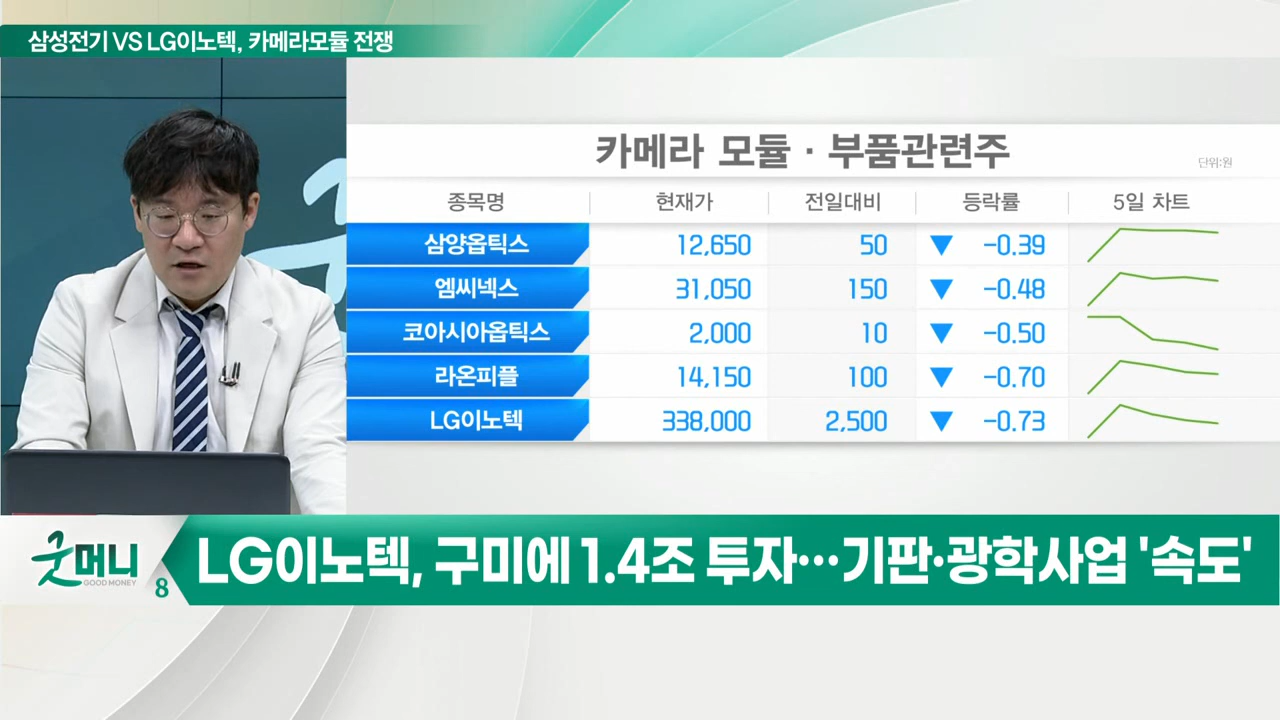 삼성전기 VS LG이노텍, 카메라모듈 전쟁
카메라 모듈 · 부품관련주
단위:원
종목명 현재가 전일대비 등락률 5일 차트
삼양옵틱스 12,650 50 ▼ -0.39
엠씨넥스 31,050 150 ▼ -0.48
코아시아옵틱스 2,000 10 ▼ -0.50
라온피플 14,150 100 ▼ -0.70
LG이노텍 338,000 2,500 ▼ -0.73
굿머니
GOOD MONEY
8
LG이노텍, 구미에 1.4조 투자…기판·광학사업 '속도'